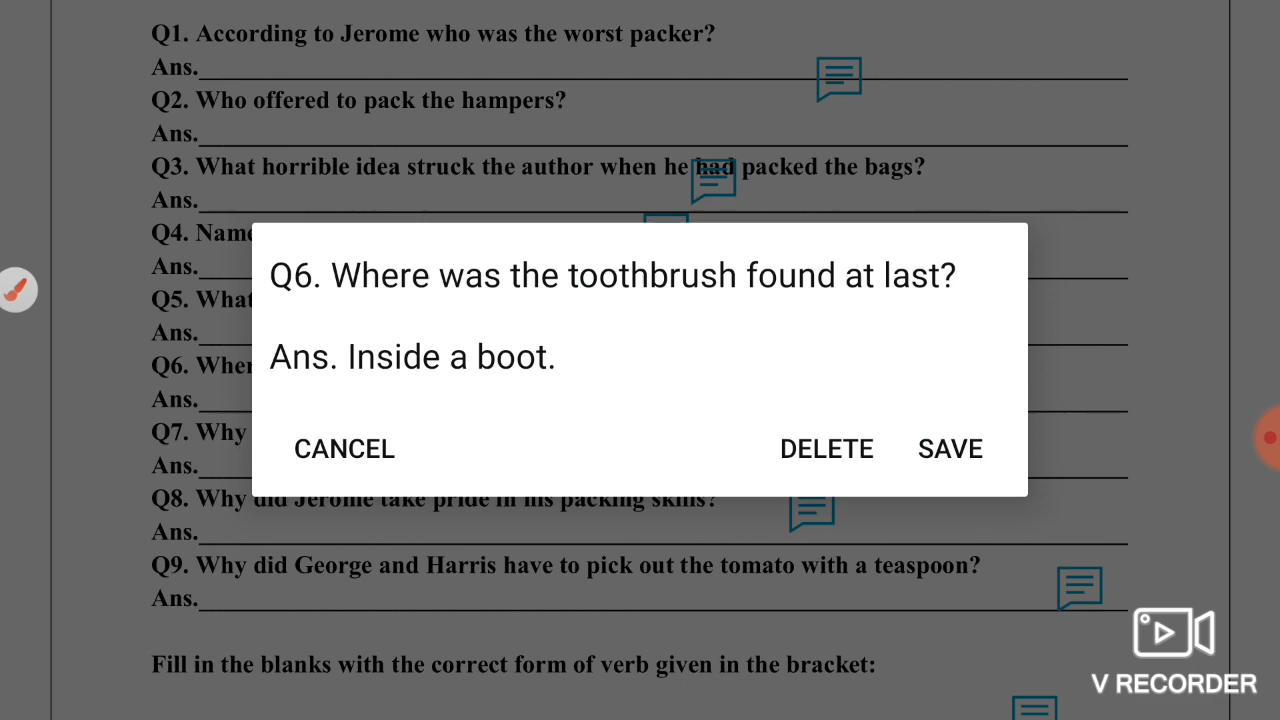 Q1. According to Jerome who was the worst packer?
Ans.
Q2. Who offered to pack the hampers?
Ans.
Q3. What horrible idea struck the author when he had packed the bags?
Ans.
Q4. Name
Ans.
Q5. What
Ans.
Q6. Wher
Ans.
Q7. Why
Ans.
Q6. Where was the toothbrush found at last?
Ans. Inside a boot.
CANCEL DELETE SAVE
Q8. Why did Jerome take pride in his packing skills?
Ans.
Q9. Why did George and Harris have to pick out the tomato with a teaspoon?
Ans.
Fill in the blanks with the correct form of verb given in the bracket:
V RECORDER